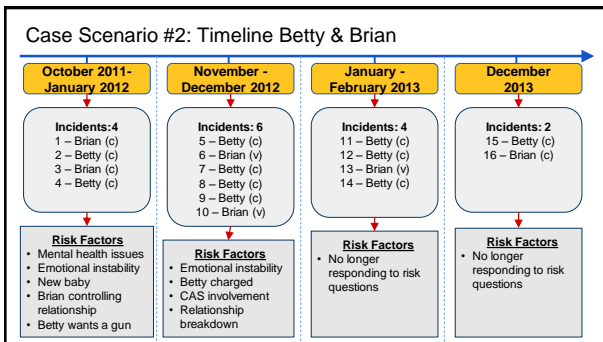 Case Scenario #2: Timeline Betty & Brian
October 2011-
January 2012
Incidents:4
1 – Brian (c)
2 – Betty (c)
3 – Brian (c)
4 – Betty (c)
Risk Factors
• Mental health issues
• Emotional instability
• New baby
• Brian controlling
relationship
• Betty wants a gun
November -
December 2012
Incidents: 6
5 – Betty (c)
6 – Brian (v)
7 – Betty (c)
8 – Betty (c)
9 – Betty (c)
10 – Brian (v)
Risk Factors
• Emotional instability
• Betty charged
• CAS involvement
• Relationship
breakdown
January -
February 2013
Incidents: 4
11 – Betty (c)
12 – Betty (c)
13 – Brian (v)
14 – Betty (c)
Risk Factors
• No longer
responding to risk
questions
December
2013
Incidents: 2
15 – Betty (c)
16 – Brian (c)
Risk Factors
• No longer
responding to risk
questions